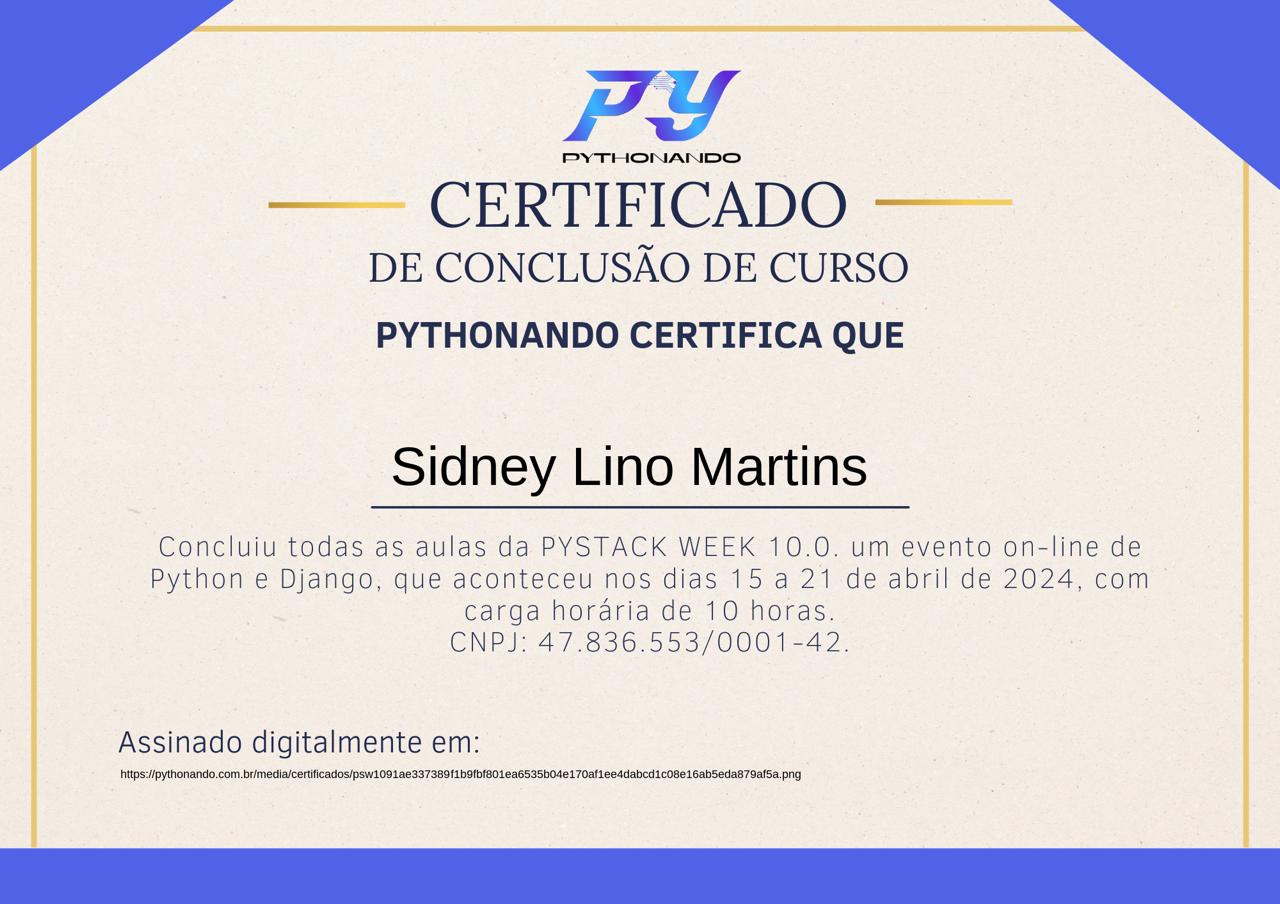 PY
PYTHONANDO
CERTIFICADO
DE CONCLUSÃO DE CURSO
PYTHONANDO CERTIFICA QUE
Sidney Lino Martins
Concluiu todas as aulas da PYSTACK WEEK 10.0. um evento on-line de
Python e Django, que aconteceu nos dias 15 a 21 de abril de 2024, com
carga horária de 10 horas.
CNPJ: 47.836.553/0001-42.
Assinado digitalmente em:
https://pythonando.com.br/media/certificados/psw1091ae337389f1b9fbf801ea6535b04e170af1ee4dabcd1c08e16ab5eda879af5a.png